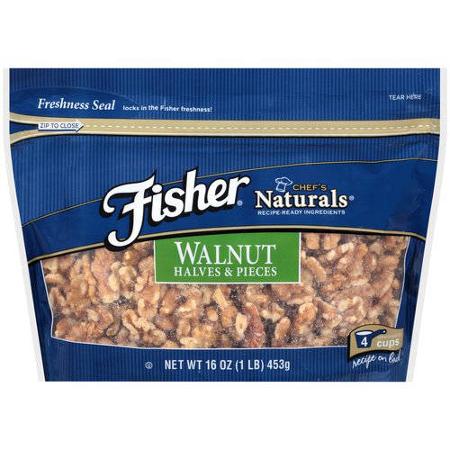 TEAR HERE
Freshness Seal locks in the Fisher freshness!
ZIP TO CLOSE
Fisher®
CHEF'S
Naturals®
RECIPE-READY INGREDIENTS
WALNUT
HALVES & PIECES
4 cups
recipe on back
NET WT 16 OZ (1 LB) 453g